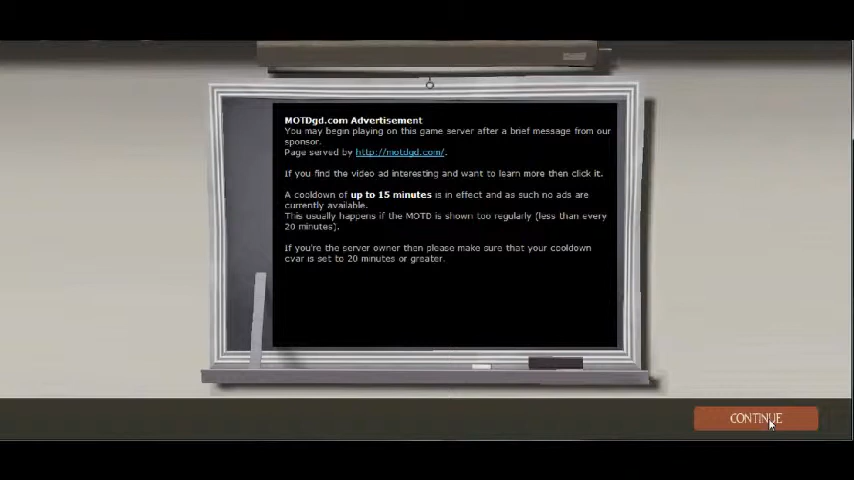 MOTDgd.com Advertisement
You may begin playing on this game server after a brief message from our
sponsor.
Page served by http://motdgd.com/.
If you find the video ad interesting and want to learn more then click it.
A cooldown of up to 15 minutes is in effect and as such no ads are
currently available.
This usually happens if the MOTD is shown too regularly (less than every
20 minutes).
If you're the server owner then please make sure that your cooldown
cvar is set to 20 minutes or greater.
CONTINUE